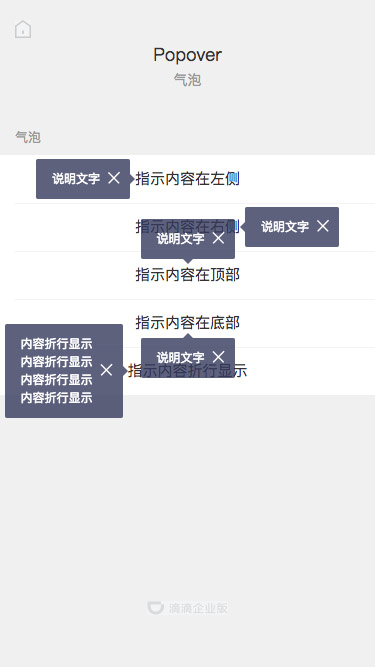 Popover
气泡
气泡
说明文字
指示内容在左侧
指示内容在右侧
说明文字
说明文字
指示内容在顶部
指示内容在底部
说明文字
内容折行显示
内容折行显示
内容折行显示
内容折行显示
指示内容折行显示
滴滴企业版